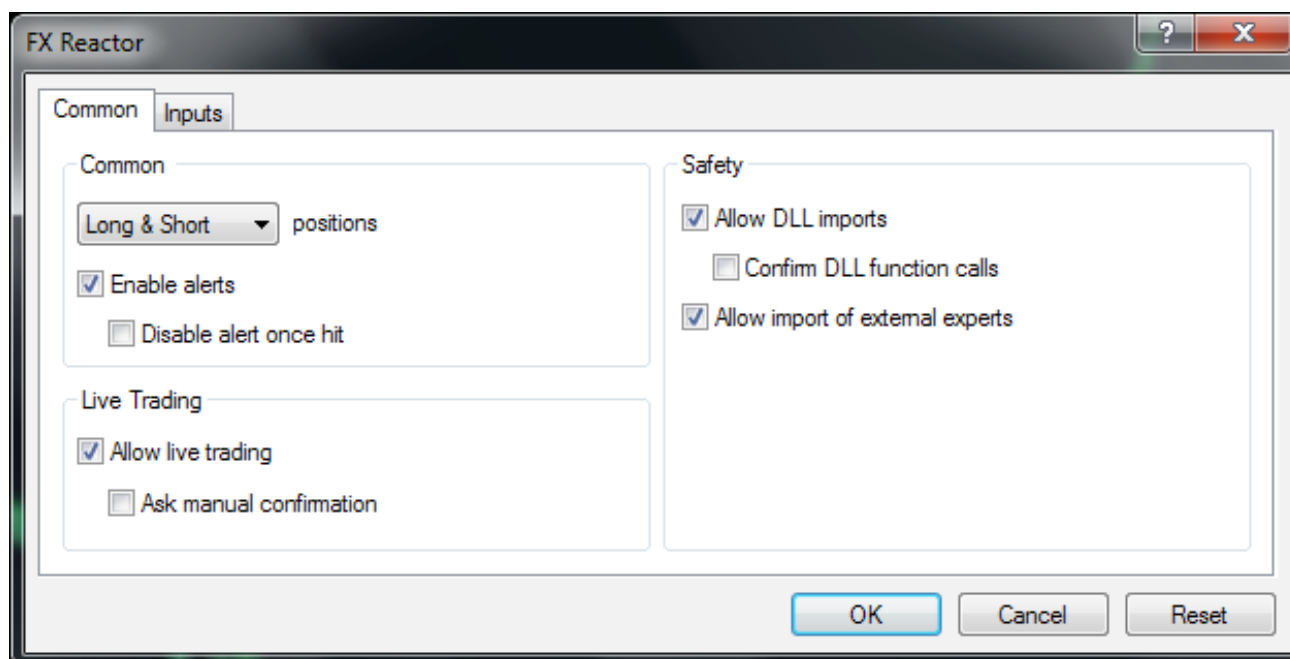 FX Reactor
?
Common
Inputs
Common
Long & Short
positions
Enable alerts
Disable alert once hit
Live Trading
Allow live trading
Ask manual confirmation
Safety
Allow DLL imports
Confirm DLL function calls
Allow import of external experts
OK
Cancel
Reset